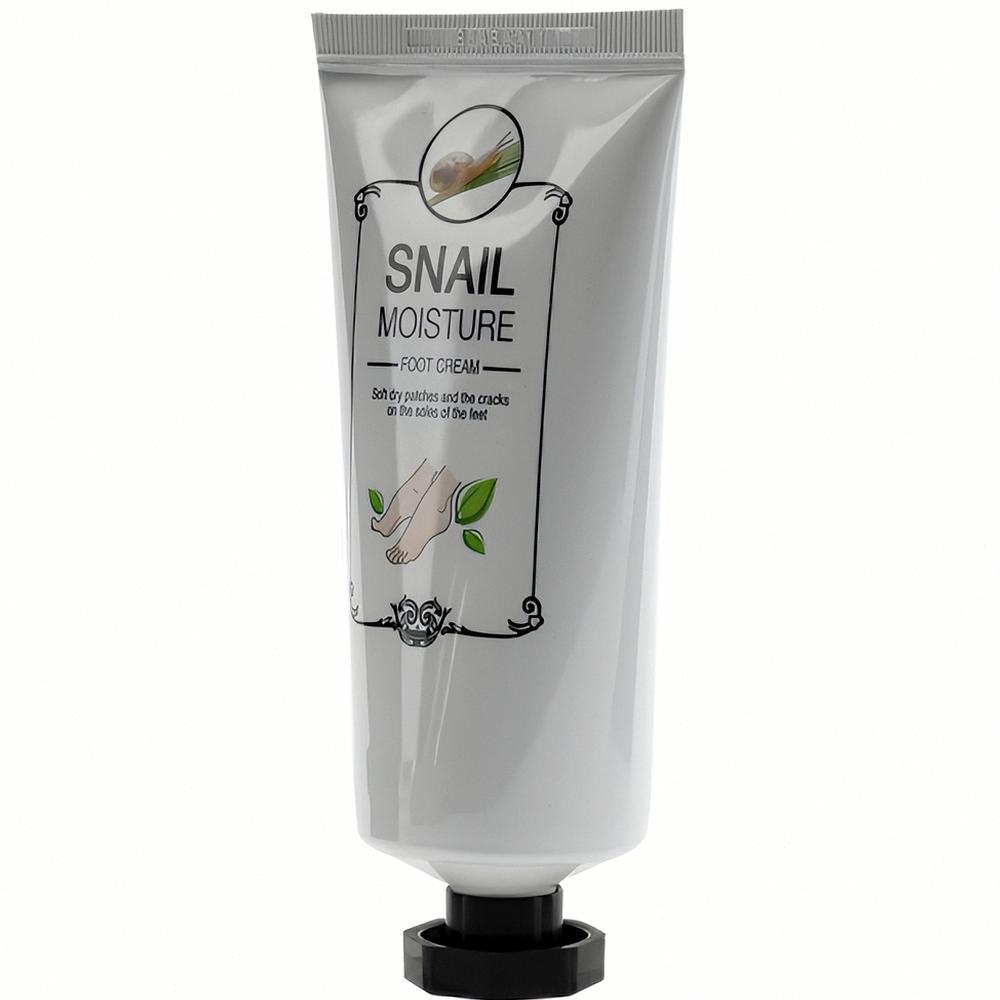 SNAIL
MOISTURE
FOOT CREAM
Soft dry patches and the cracks
on the soles of the feet